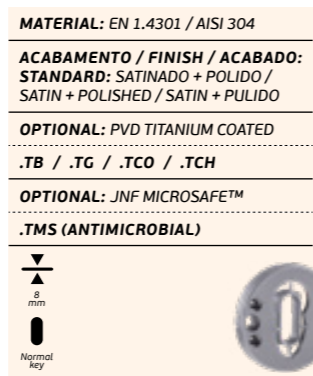 MATERIAL: EN 1.4301 / AISI 304
ACABAMENTO / FINISH / ACABADO:
STANDARD: SATINADO + POLIDO /
SATIN + POLISHED / SATIN + PULIDO
OPTIONAL: PVD TITANIUM COATED
.TB / .TG / .TCO / .TCH
OPTIONAL: JNF MICROSAFE™
.TMS (ANTIMICROBIAL)
8
mm
Normal
key